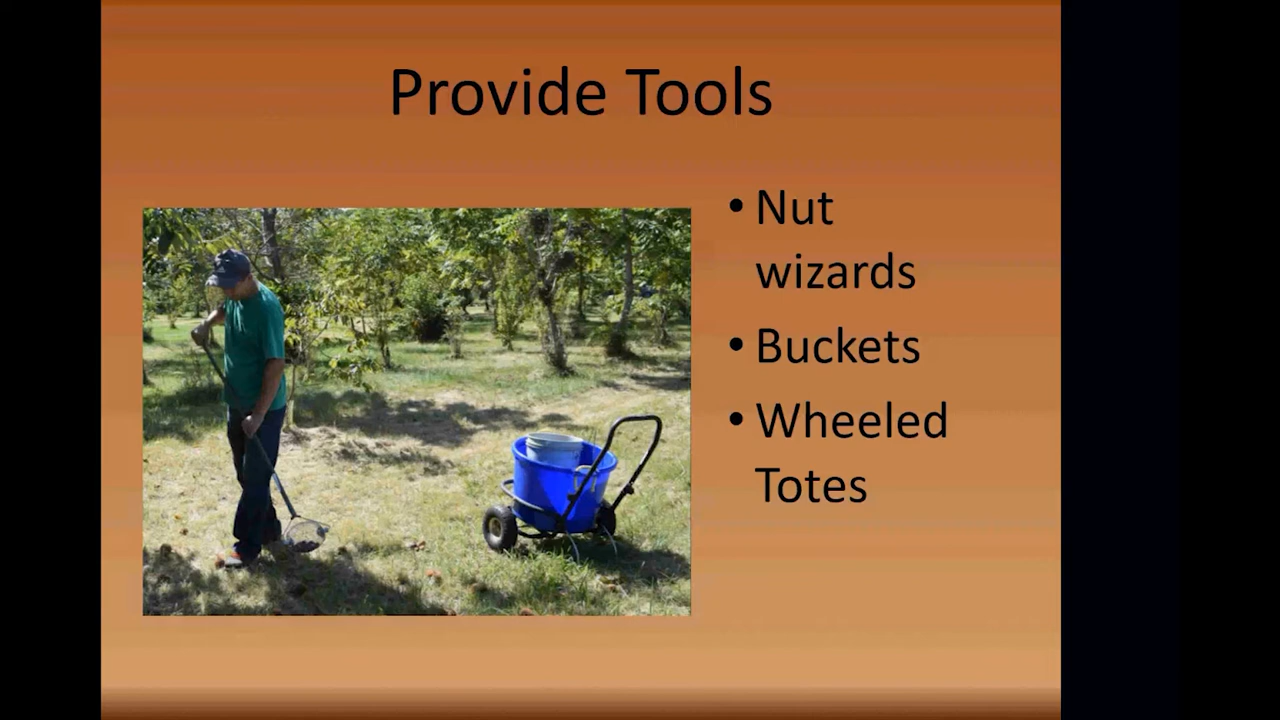 Provide Tools
• Nut
wizards
• Buckets
• Wheeled
Totes